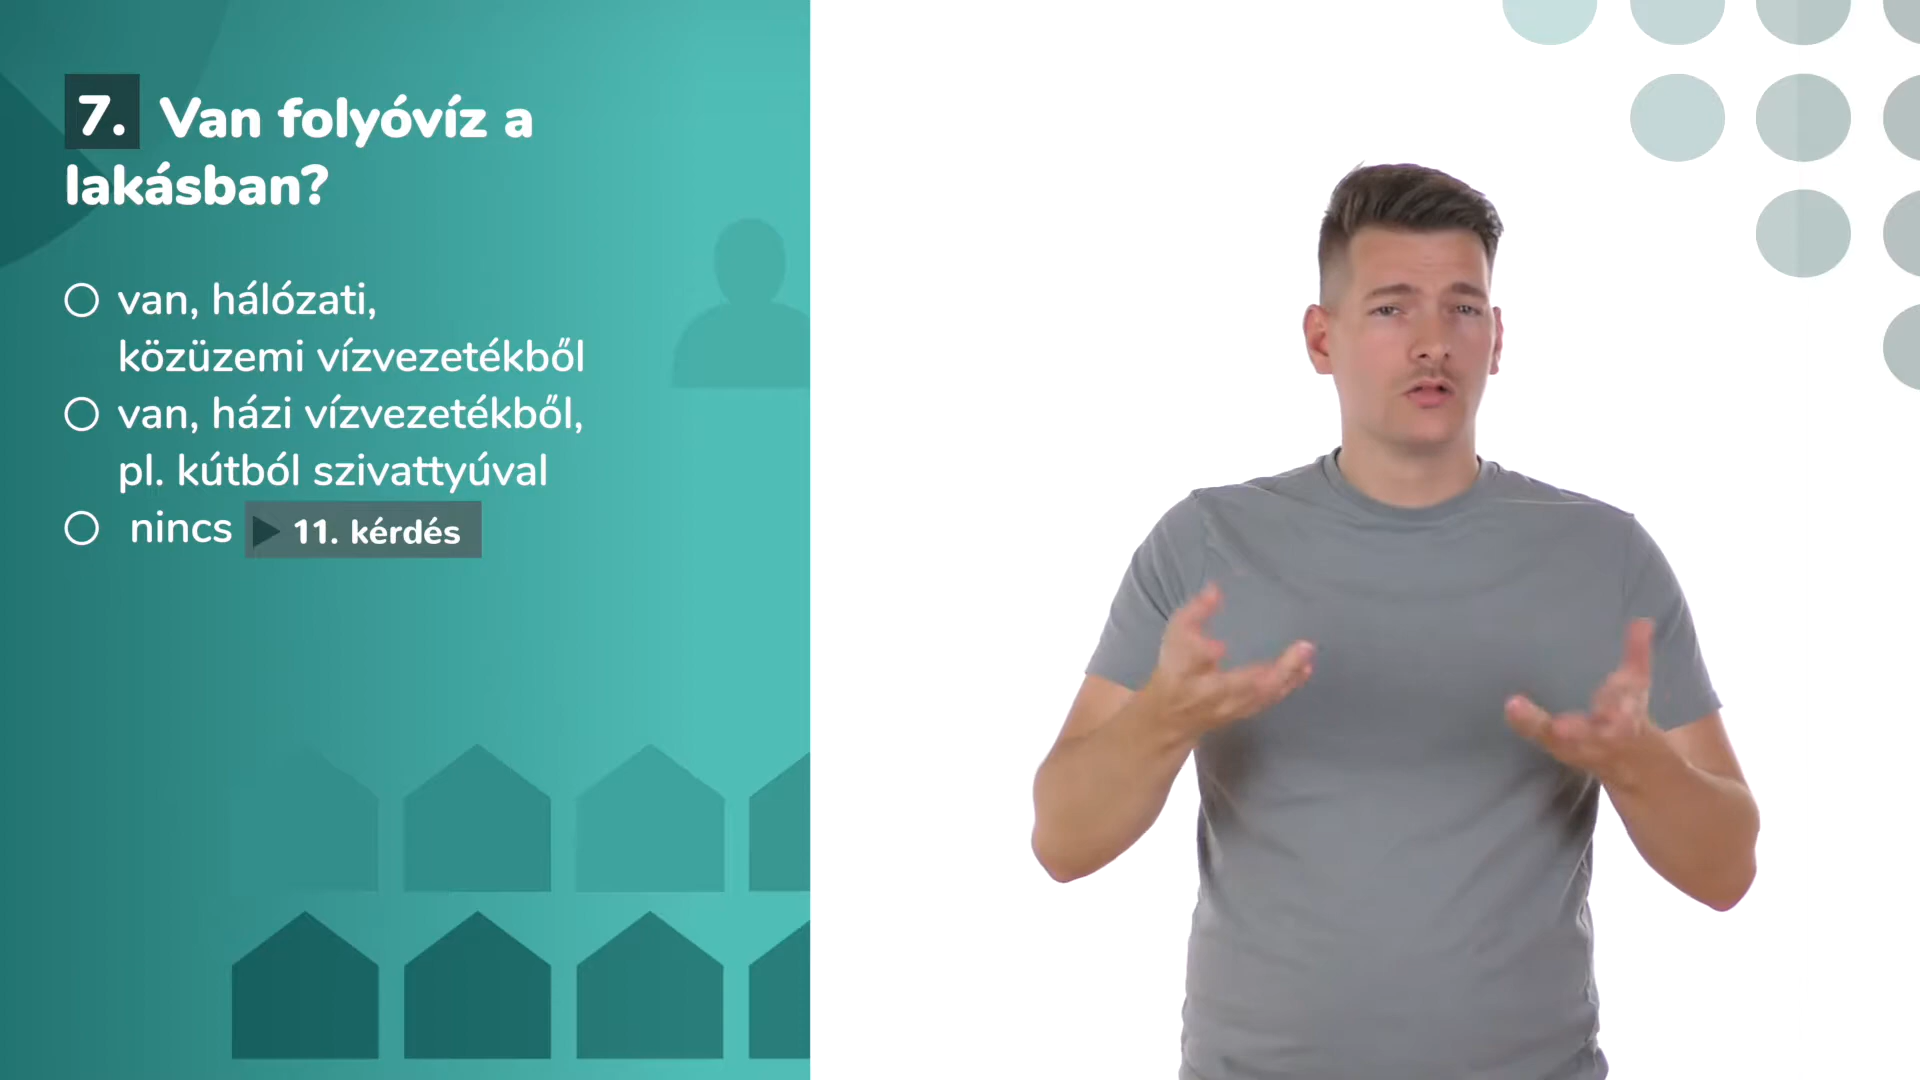 7. Van folyóvíz a
lakásban?
van, hálózati,
közüzemi vízvezetékből
van, házi vízvezetékből,
pl. kútból szivattyúval
nincs 11. kérdés